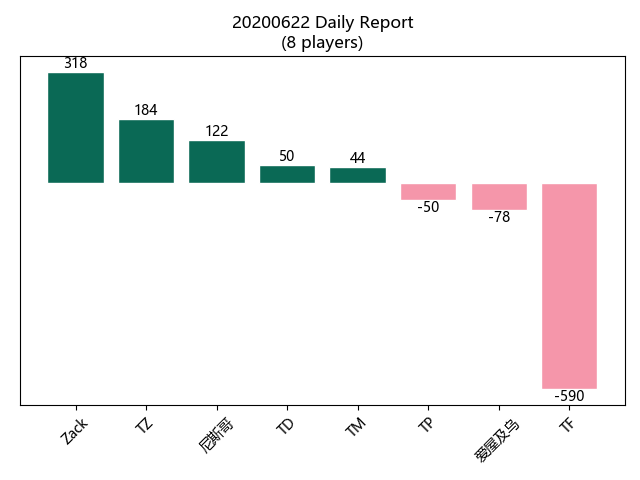 20200622 Daily Report
(8 players)
318
184
122
50
44
-50
-78
-590
Zack
TZ
尼斯哥
TD
TM
TP
爱屋及乌
TF